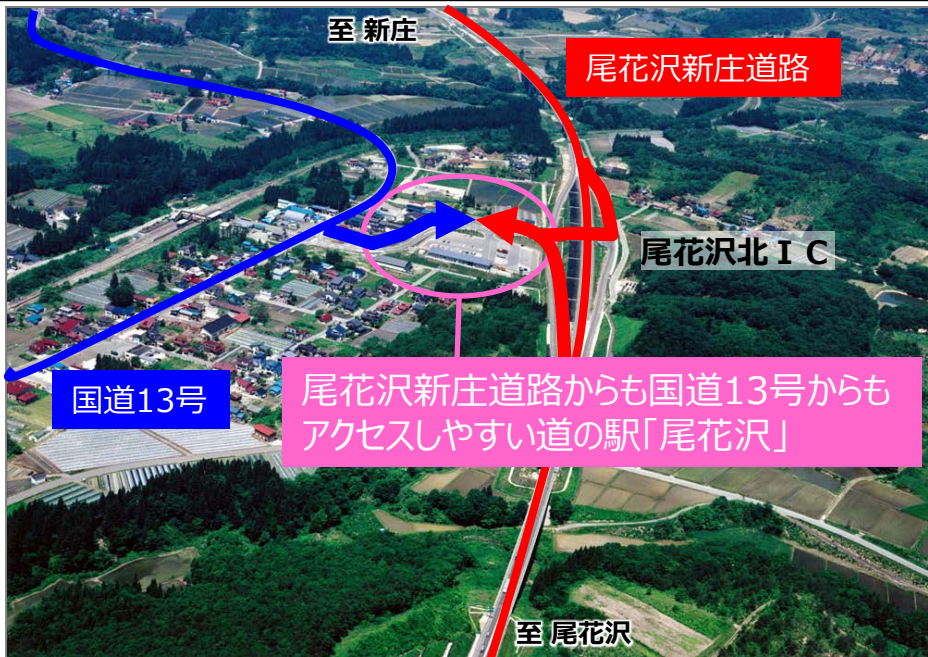 至 新庄
尾花沢新庄道路
尾花沢北ＩＣ
国道13号
尾花沢新庄道路からも国道13号からも
アクセスしやすい道の駅「尾花沢」
至 尾花沢